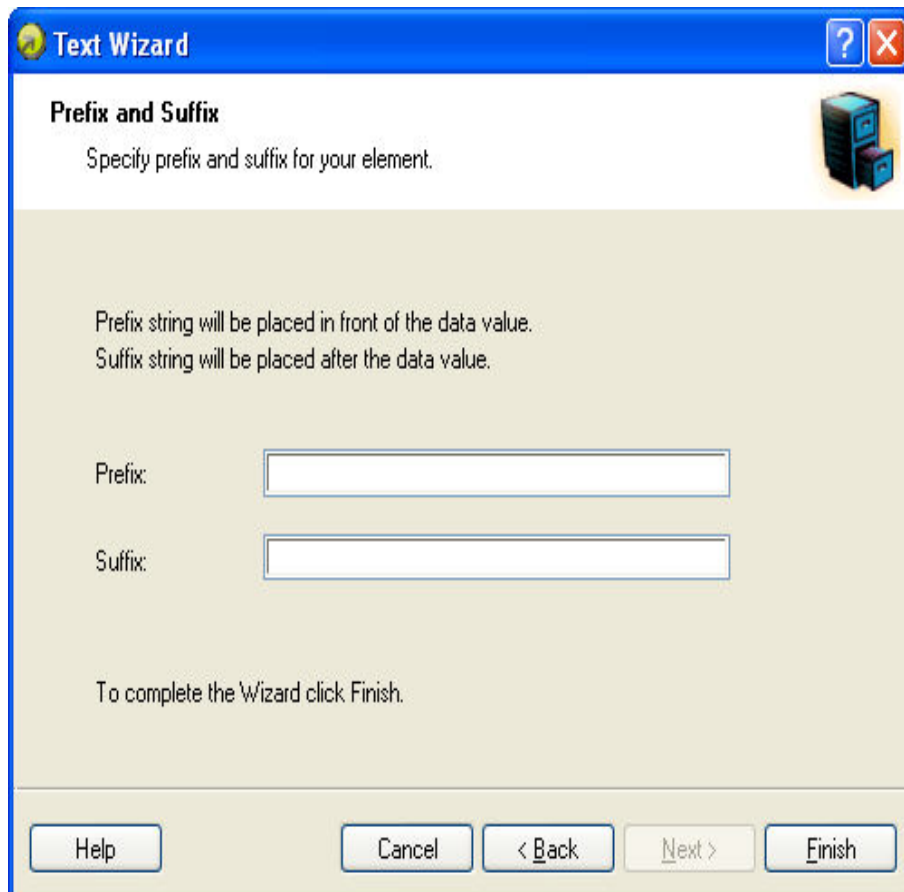 Text Wizard
Prefix and Suffix
Specify prefix and suffix for your element.
Prefix string will be placed in front of the data value.
Suffix string will be placed after the data value.
Prefix:
Suffix:
To complete the Wizard click Finish.
Help Cancel < Back Next > Finish